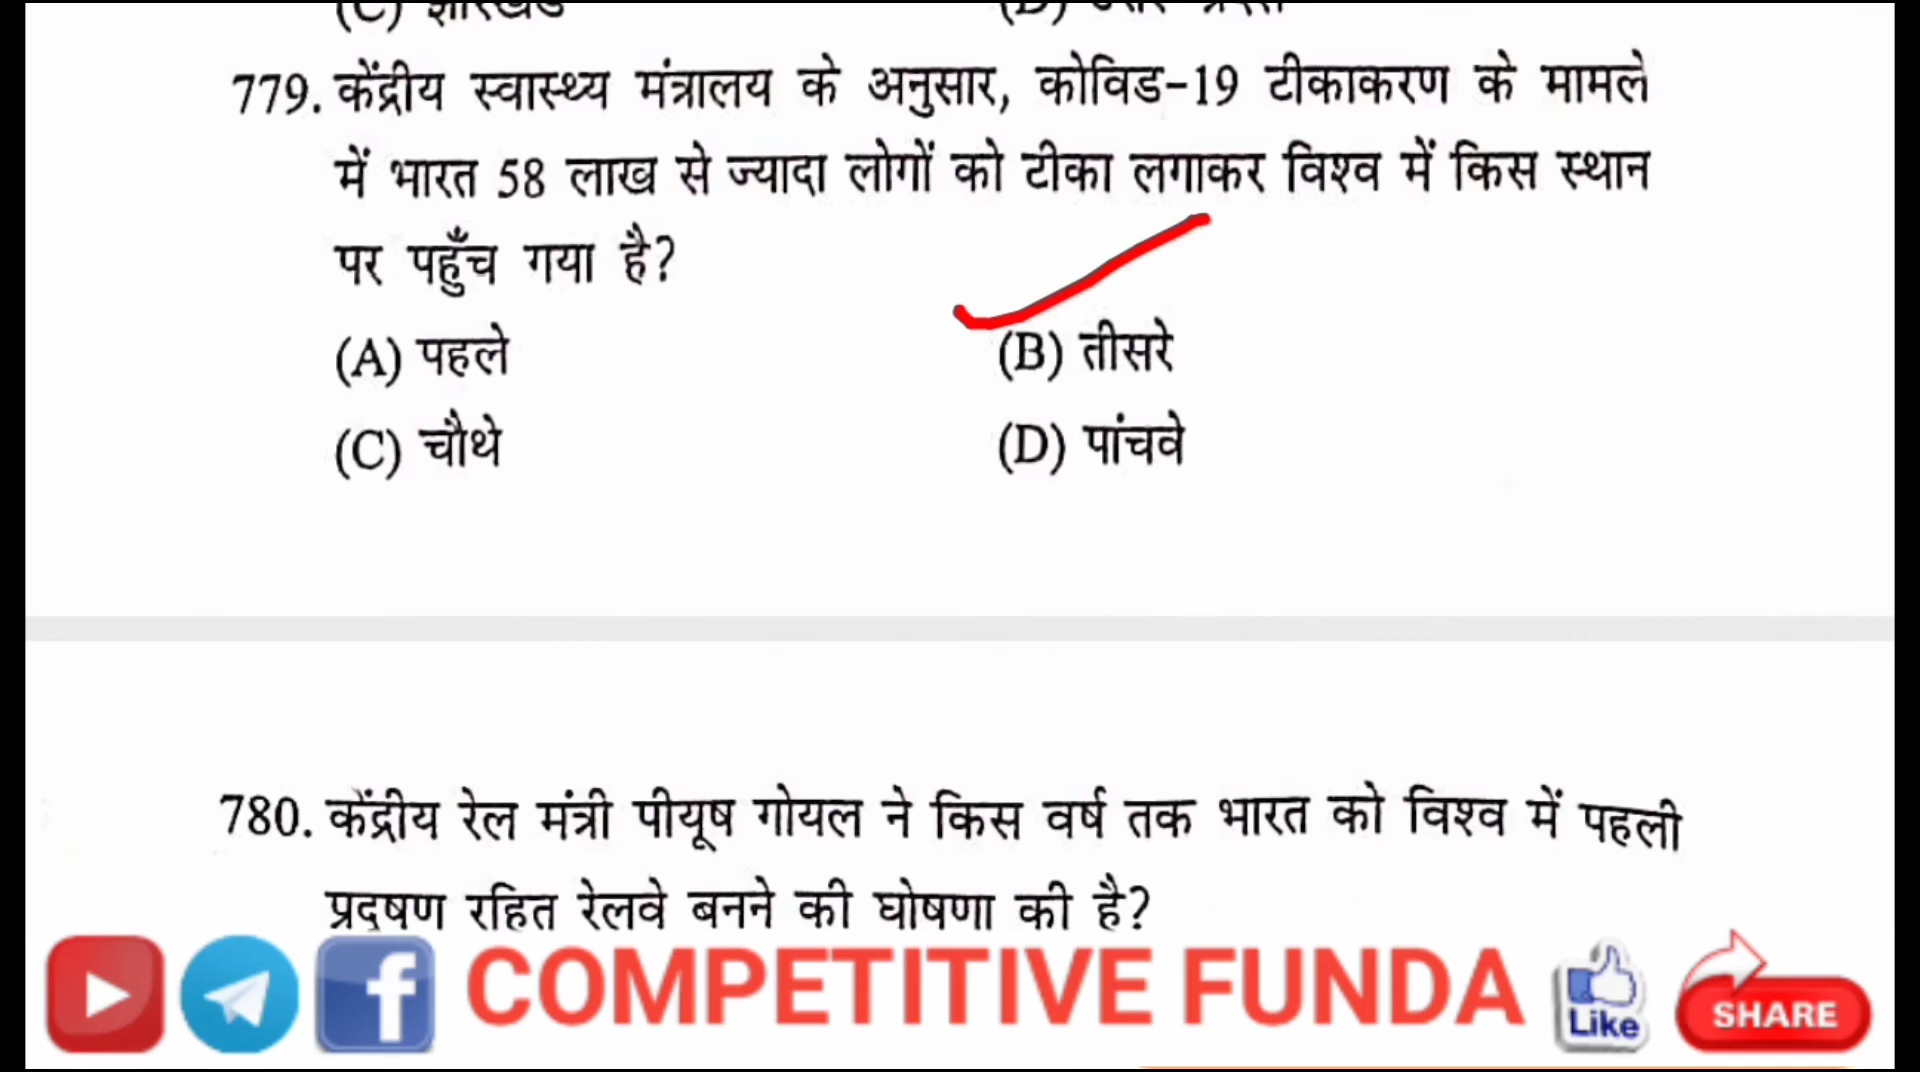 779. केंद्रीय स्वास्थ्य मंत्रालय के अनुसार, कोविड-19 टीकाकरण के मामले
में भारत 58 लाख से ज्यादा लोगों को टीका लगाकर विश्व में किस स्थान
पर पहुँच गया है?
(A) पहले (B) तीसरे
(C) चौथे (D) पांचवे
780. केंद्रीय रेल मंत्री पीयूष गोयल ने किस वर्ष तक भारत को विश्व में पहली
प्रदूषण रहित रेलवे बनने की घोषणा की है?
COMPETITIVE FUNDA Like SHARE